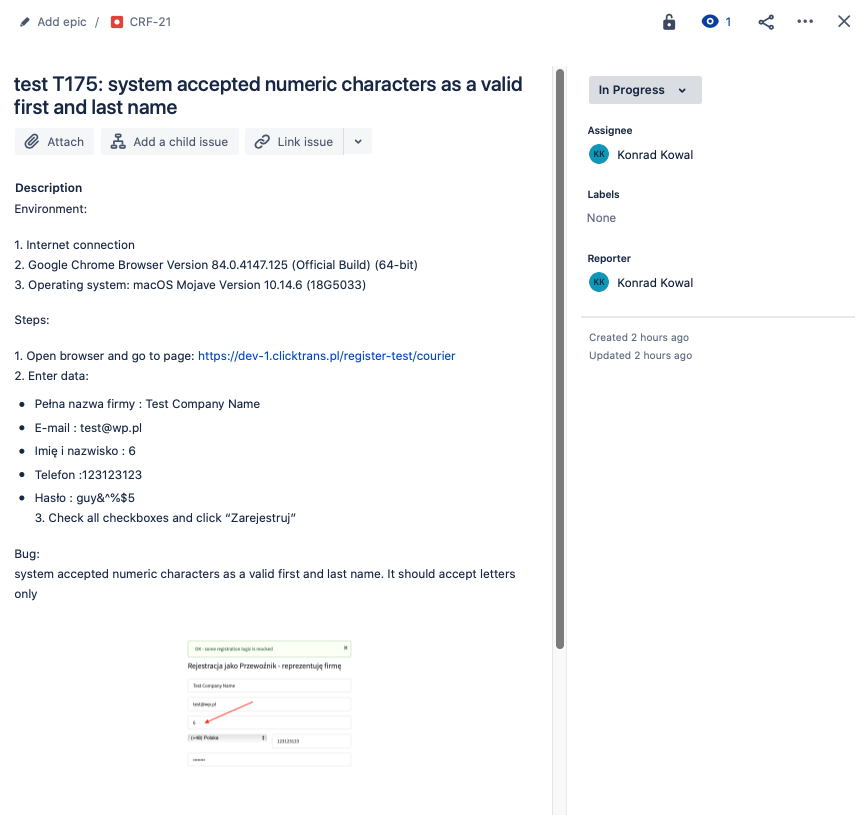 Add epic / CRF-21
1
test T175: system accepted numeric characters as a valid
first and last name
Attach
Add a child issue
Link issue
Description
Environment:
1. Internet connection
2. Google Chrome Browser Version 84.0.4147.125 (Official Build) (64-bit)
3. Operating system: macOS Mojave Version 10.14.6 (18G5033)
Steps:
1. Open browser and go to page: https://dev-1.clicktrans.pl/register-test/courier
2. Enter data:
• Pełna nazwa firmy : Test Company Name
• E-mail : test@wp.pl
• Imię i nazwisko : 6
• Telefon :123123123
• Hasło : guy&^%$5
3. Check all checkboxes and click “Zarejestruj”
Bug:
system accepted numeric characters as a valid first and last name. It should accept letters
only
OK - some registration logic is mocked
Rejestracja jako Przewoźnik - reprezentuję firmę
Test Company Name
test@wp.pl
6
(+48) Polska
123123123
In Progress
Assignee
KK Konrad Kowal
Labels
None
Reporter
KK Konrad Kowal
Created 2 hours ago
Updated 2 hours ago